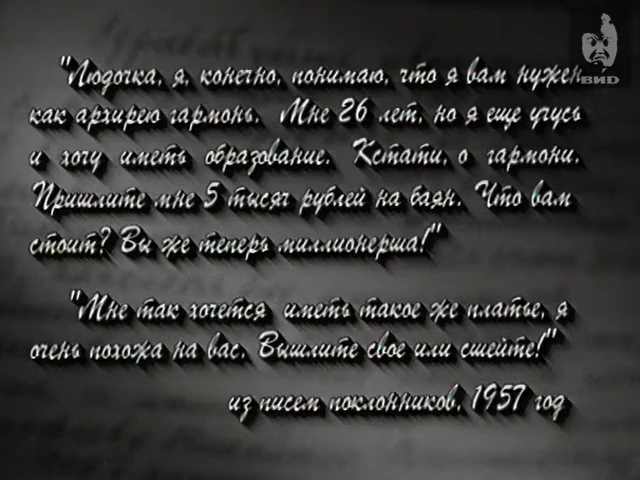 ВИD
"Людочка, я, конечно, понимаю, что я вам нужен
как архирею гармонь. Мне 26 лет, но я еще учусь
и хочу иметь образование. Кстати, о гармони.
Пришлите мне 5 тысяч рублей на баян. Что вам
стоит? Вы же теперь миллионерша!"
"Мне так хочется иметь такое же платье, я
очень похожа на вас. Вышлите свое или сшейте!"
из писем поклонников, 1957 год